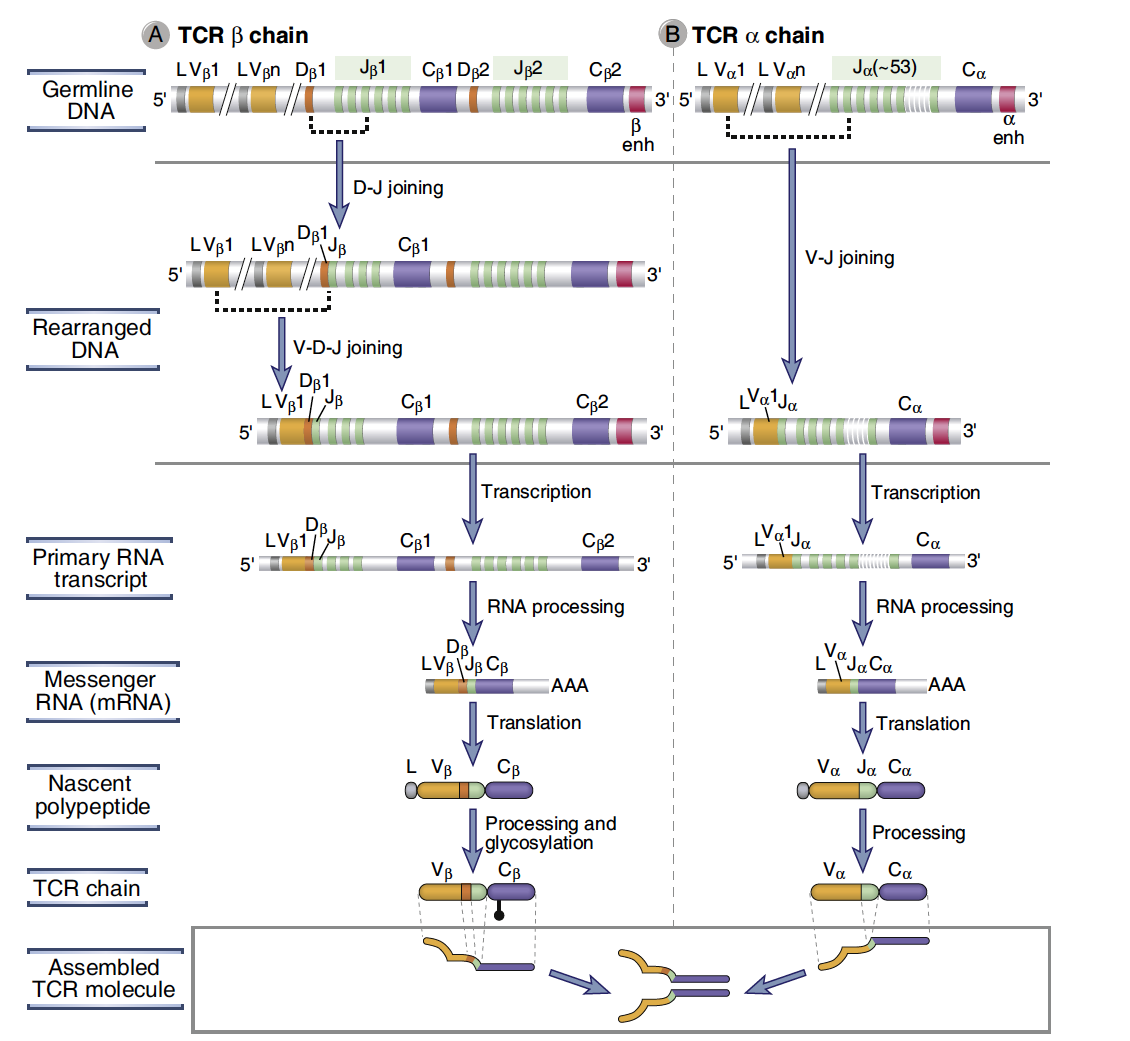 A TCR β chain
B TCR α chain
Germline
DNA
L Vβ1 L Vβn Dβ1 Jβ1 Cβ1 Dβ2 Jβ2 Cβ2
5' 3'
β
enh
L Vα1 L Vαn Jα(~53) Cα
5' 3'
α
enh
D-J joining
V-J joining
Rearranged
DNA
L Vβ1 L Vβn Dβ1 Jβ Cβ1
5' 3'
V-D-J joining
L Vβ1 Dβ1 Jβ Cβ1 Cβ2
5' 3'
L Vα1 Jα Cα
5' 3'
Transcription
Transcription
Primary RNA
transcript
L Vβ1 Dβ Jβ Cβ1 Cβ2
5' 3'
L Vα1 Jα Cα
5' 3'
RNA processing
RNA processing
Messenger
RNA (mRNA)
L Vβ Dβ Jβ Cβ
AAA
L Vα Jα Cα
AAA
Translation
Translation
Nascent
polypeptide
L Vβ Cβ
Vα Jα Cα
Processing and
glycosylation
Processing
TCR chain
Vβ Cβ
Vα Cα
Assembled
TCR molecule